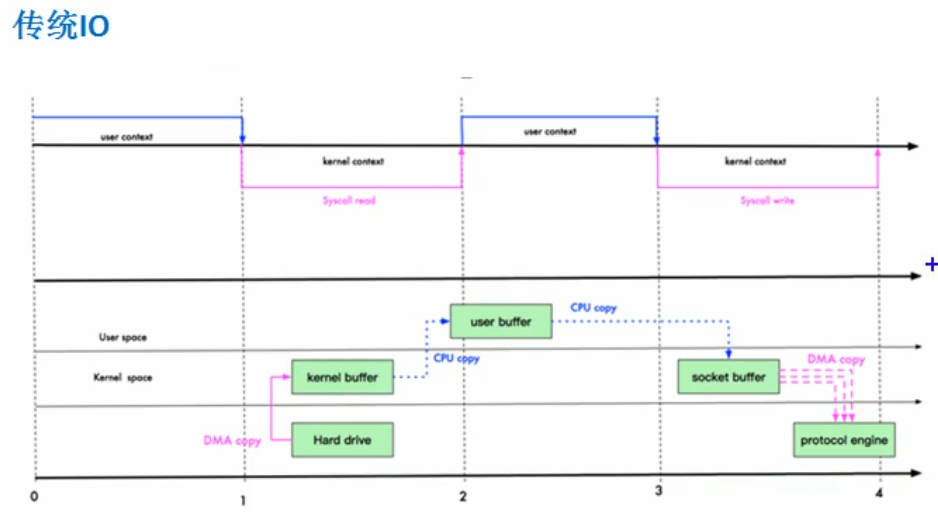 传统IO
user context
user context
kernel context
kernel context
Syscall read
Syscall write
+
user buffer
CPU copy
User space
CPU copy
DMA copy
Kernel space
kernel buffer
socket buffer
DMA copy
Hard drive
protocol engine
0
1
2
3
4